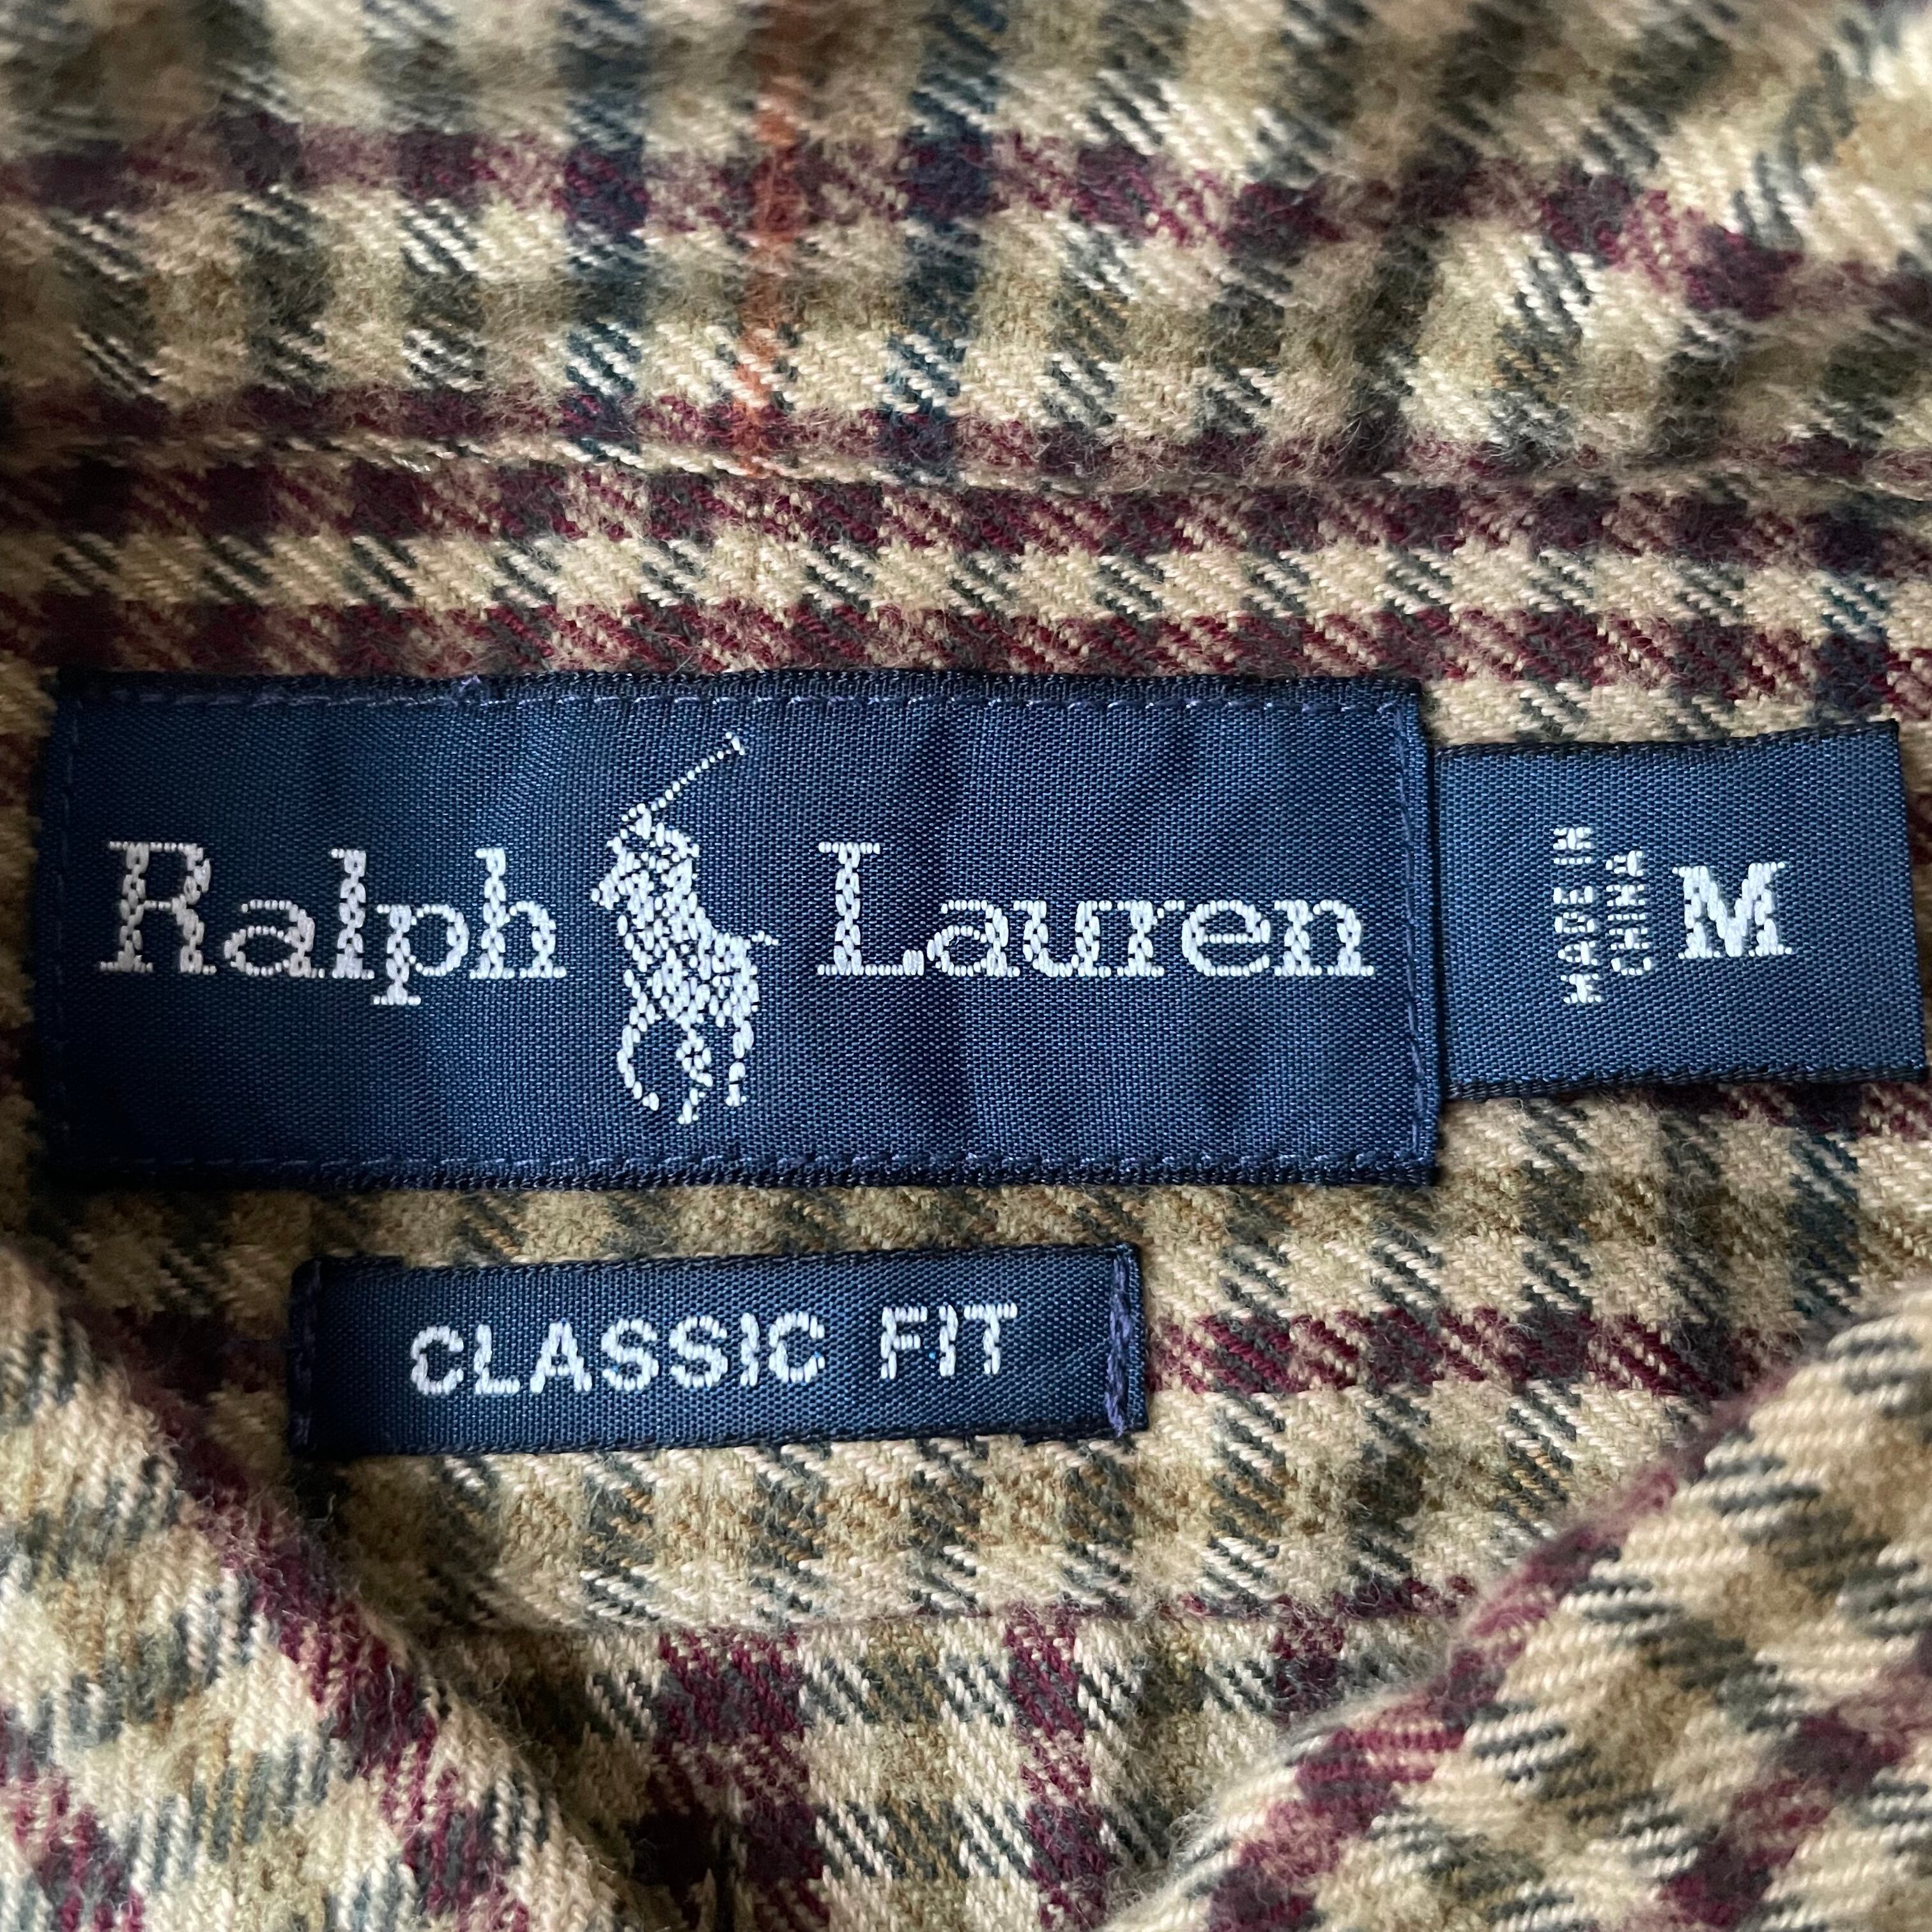 Ralph Lauren
MADE IN
CHINA
M
CLASSIC FIT